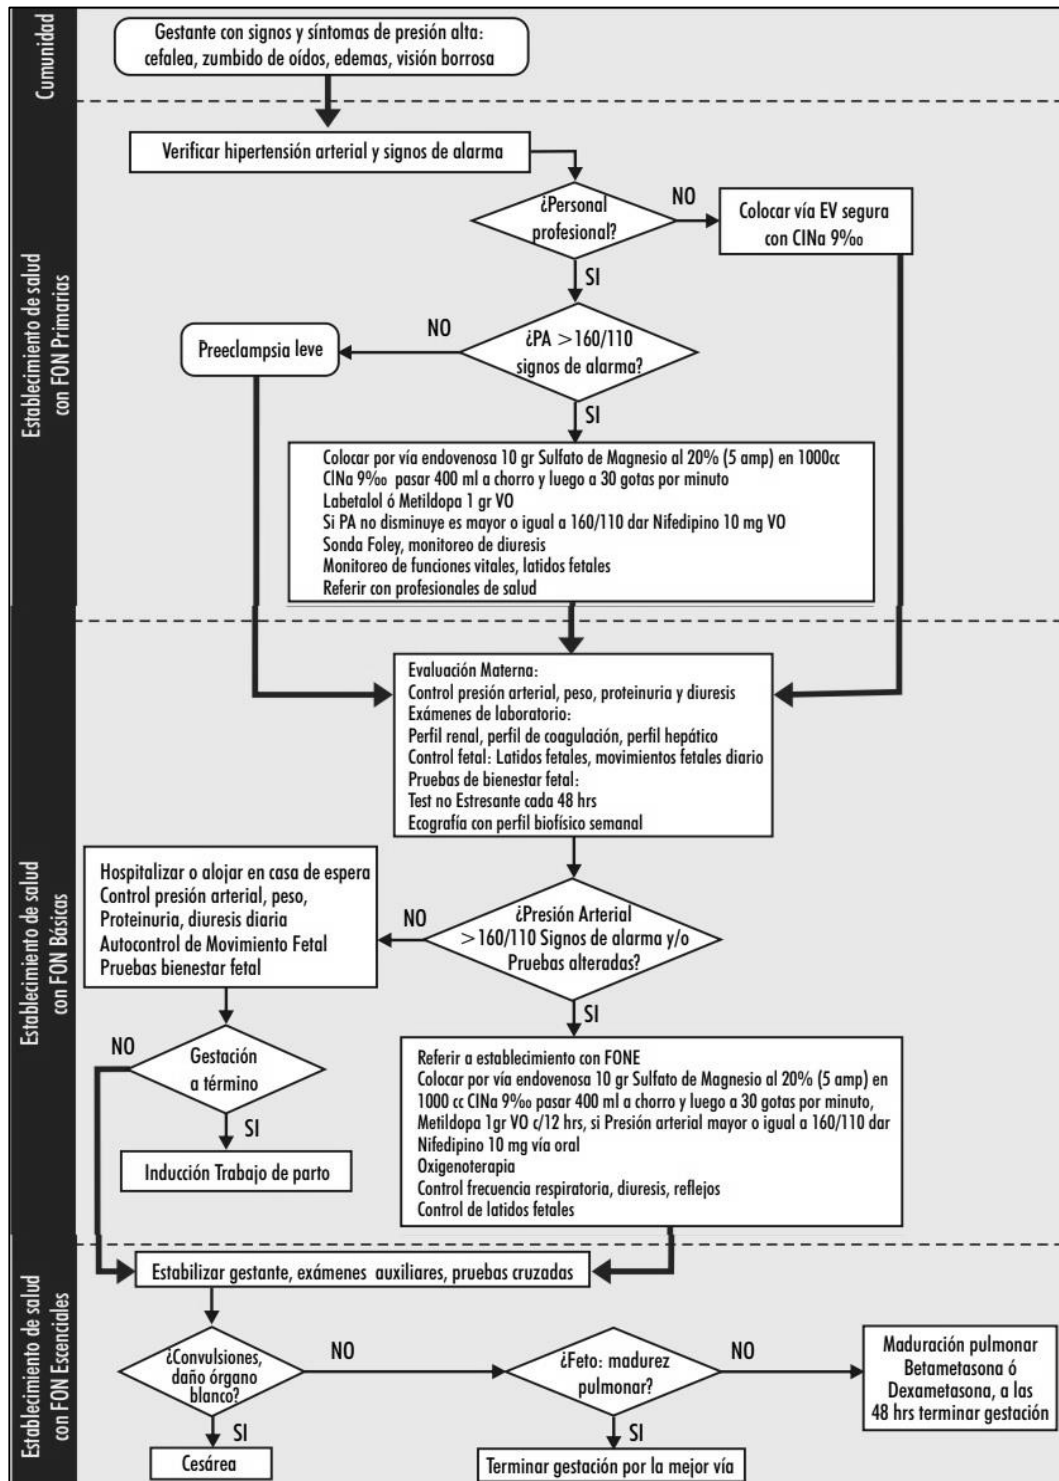 Cumunidad
Gestante con signos y síntomas de presión alta:
cefalea, zumbido de oídos, edemas, visión borrosa
Establecimiento de salud
con FON Primarias
Verificar hipertensión arterial y signos de alarma
¿Personal
profesional?
NO
Colocar vía EV segura
con ClNa 9‰
SI
¿PA >160/110
signos de alarma?
NO
Preeclampsia leve
SI
Colocar por vía endovenosa 10 gr Sulfato de Magnesio al 20% (5 amp) en 1000cc
ClNa 9‰ pasar 400 ml a chorro y luego a 30 gotas por minuto
Labetalol ó Metildopa 1 gr VO
Si PA no disminuye es mayor o igual a 160/110 dar Nifedipino 10 mg VO
Sonda Foley, monitoreo de diuresis
Monitoreo de funciones vitales, latidos fetales
Referir con profesionales de salud
Establecimiento de salud
con FON Básicas
Evaluación Materna:
Control presión arterial, peso, proteinuria y diuresis
Exámenes de laboratorio:
Perfil renal, perfil de coagulación, perfil hepático
Control fetal: Latidos fetales, movimientos fetales diario
Pruebas de bienestar fetal:
Test no Estresante cada 48 hrs
Ecografía con perfil biofísico semanal
¿Presión Arterial
>160/110 Signos de alarma y/o
Pruebas alteradas?
NO
Hospitalizar o alojar en casa de espera
Control presión arterial, peso,
Proteinuria, diuresis diaria
Autocontrol de Movimiento Fetal
Pruebas bienestar fetal
SI
Gestación
a término
NO
SI
Inducción Trabajo de parto
Referir a establecimiento con FONE
Colocar por vía endovenosa 10 gr Sulfato de Magnesio al 20% (5 amp) en
1000 cc ClNa 9‰ pasar 400 ml a chorro y luego a 30 gotas por minuto,
Metildopa 1gr VO c/12 hrs, si Presión arterial mayor o igual a 160/110 dar
Nifedipino 10 mg vía oral
Oxigenoterapia
Control frecuencia respiratoria, diuresis, reflejos
Control de latidos fetales
Establecimiento de salud
con FON Escenciales
Estabilizar gestante, exámenes auxiliares, pruebas cruzadas
¿Convulsiones,
daño órgano
blanco?
NO
SI
Cesárea
¿Feto: madurez
pulmonar?
NO
SI
Terminar gestación por la mejor vía
Maduración pulmonar
Betametasona ó
Dexametasona, a las
48 hrs terminar gestación